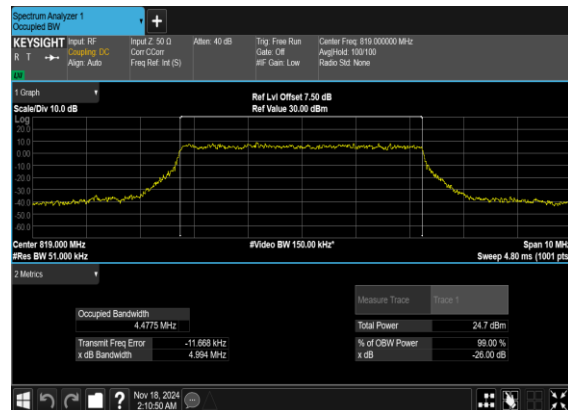 Spectrum Analyzer 1
Occupied BW
+
KEYSIGHT Input: RF Input Z: 50 Ω Atten: 40 dB Trig: Free Run Center Freq: 819.000000 MHz
R T Coupling: DC Corr CCorr Gate: Off Avg|Hold: 100/100
Align: Auto Freq Ref: Int (S) #IF Gain: Low Radio Std: None
1 Graph
Ref Lvl Offset 7.50 dB
Scale/Div 10.0 dB Ref Value 30.00 dBm
Log
20.0
10.0
0.00
-10.0
-20.0
-30.0
-40.0
-50.0
-60.0
Center 819.000 MHz #Video BW 150.00 kHz* Span 10 MHz
#Res BW 51.000 kHz Sweep 4.80 ms (1001 pts)
2 Metrics
Measure Trace Trace 1
Occupied Bandwidth
4.4775 MHz Total Power 24.7 dBm
Transmit Freq Error -11.668 kHz % of OBW Power 99.00 %
x dB Bandwidth 4.994 MHz x dB -26.00 dB
?
Nov 18, 2024
2:10:50 AM